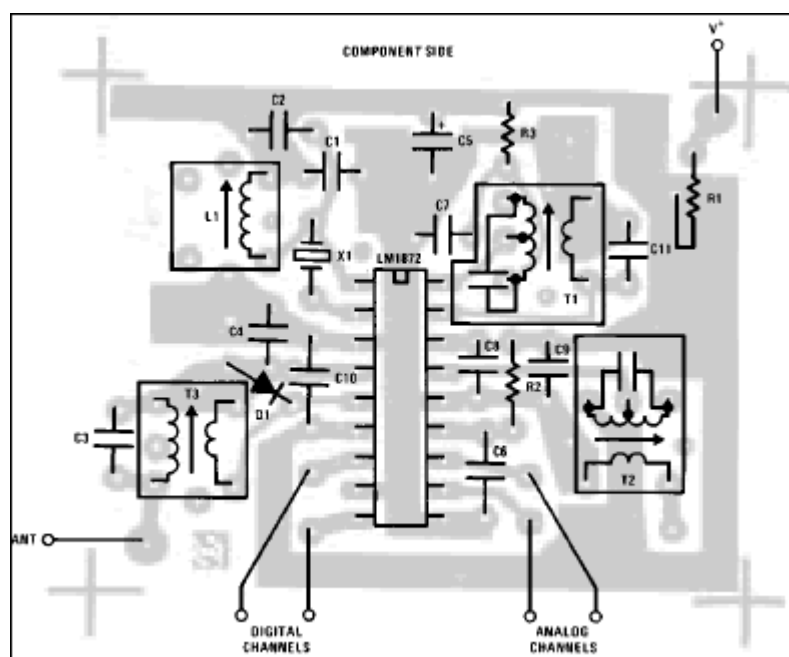 COMPONENT SIDE
V+
C2
C1
+
C5
R3
L1
C7
R1
C11
X1
LM1872
T1
C4
C8
C9
C10
R2
T3
D1
C3
C6
T2
ANT
DIGITAL
CHANNELS
ANALOG
CHANNELS